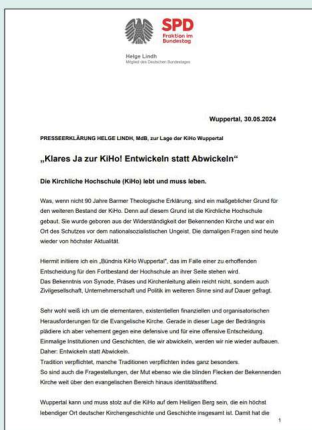 SPD
Fraktion im
Bundestag
Helge Lindh
Mitglied des Deutschen Bundestages
Wuppertal, 30.05.2024
PRESSEERKLÄRUNG HELGE LINDH, MdB, zur Lage der KiHo Wuppertal
„Klares Ja zur KiHo! Entwickeln statt Abwickeln“
Die Kirchliche Hochschule (KiHo) lebt und muss leben.
Was, wenn nicht 90 Jahre Barmer Theologische Erklärung, sind ein maßgeblicher Grund für
den weiteren Bestand der KiHo. Denn auf diesem Grund ist die Kirchliche Hochschule
gebaut. Sie wurde geboren aus der Widerständigkeit der Bekennenden Kirche und war ein
Ort des Schutzes vor dem nationalsozialistischen Ungeist. Die damaligen Fragen sind heute
wieder von höchster Aktualität.
Hiermit initiiere ich ein „Bündnis KiHo Wuppertal", das im Falle einer zu erhoffenden
Entscheidung für den Fortbestand der Hochschule an ihrer Seite stehen wird.
Das Bekenntnis von Synode, Präses und Kirchenleitung allein reicht nicht, sondern auch
Zivilgesellschaft, Unternehmerschaft und Politik im weiteren Sinne sind auf Dauer gefragt.
Sehr wohl weiß ich um die elementaren, existentiellen finanziellen und organisatorischen
Herausforderungen für die Evangelische Kirche. Gerade in dieser Lage der Bedrängnis
plädiere ich aber vehement gegen eine defensive und für eine offensive Entscheidung.
Einmalige Institutionen und Geschichten, die wir abwickeln, werden wir nie wieder aufbauen.
Daher: Entwickeln statt Abwickeln.
Tradition verpflichtet, manche Traditionen verpflichten indes ganz besonders.
So sind auch die Fragestellungen, der Mut ebenso wie die blinden Flecken der Bekennenden
Kirche weit über den evangelischen Bereich hinaus identitätsstiftend.
Wuppertal kann und muss stolz auf die KiHo auf dem Heiligen Berg sein, die ein höchst
lebendiger Ort deutscher Kirchengeschichte und Geschichte insgesamt ist. Damit hat die
1